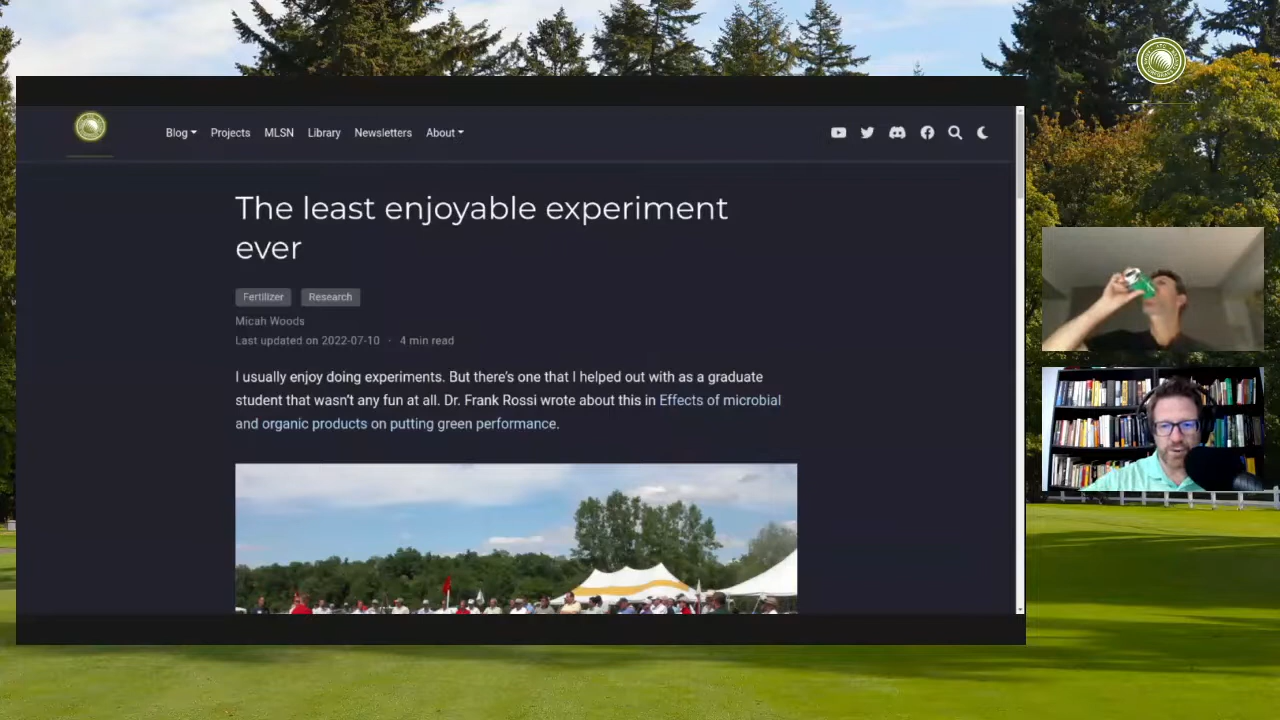 Blog Projects MLSN Library Newsletters About
The least enjoyable experiment
ever
Fertilizer Research
Micah Woods
Last updated on 2022-07-10 · 4 min read
I usually enjoy doing experiments. But there's one that I helped out with as a graduate
student that wasn't any fun at all. Dr. Frank Rossi wrote about this in Effects of microbial
and organic products on putting green performance.